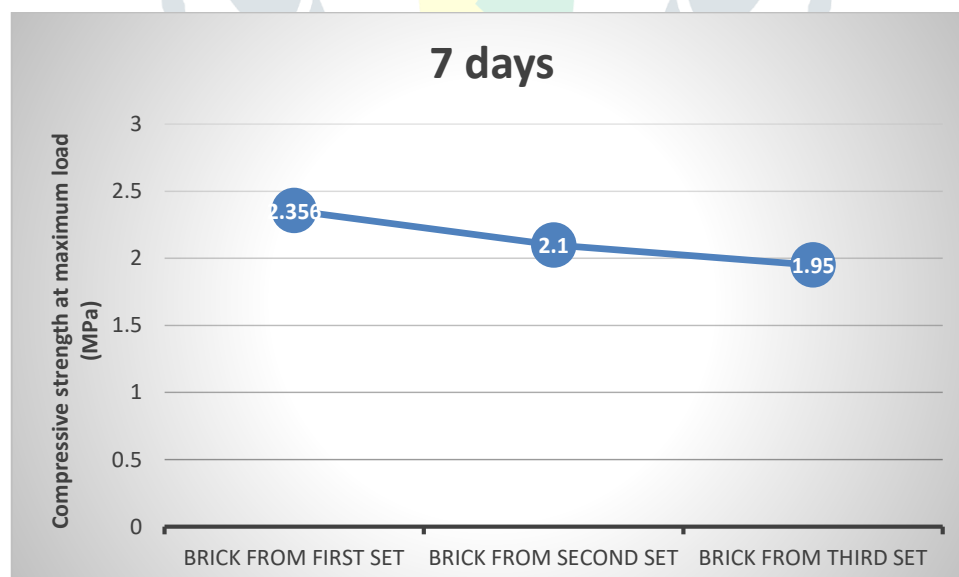 7 days
Compressive strength at maximum load
(MPa)
3
2.5
2
1.5
1
0.5
0
2.356
2.1
1.95
BRICK FROM FIRST SET
BRICK FROM SECOND SET
BRICK FROM THIRD SET